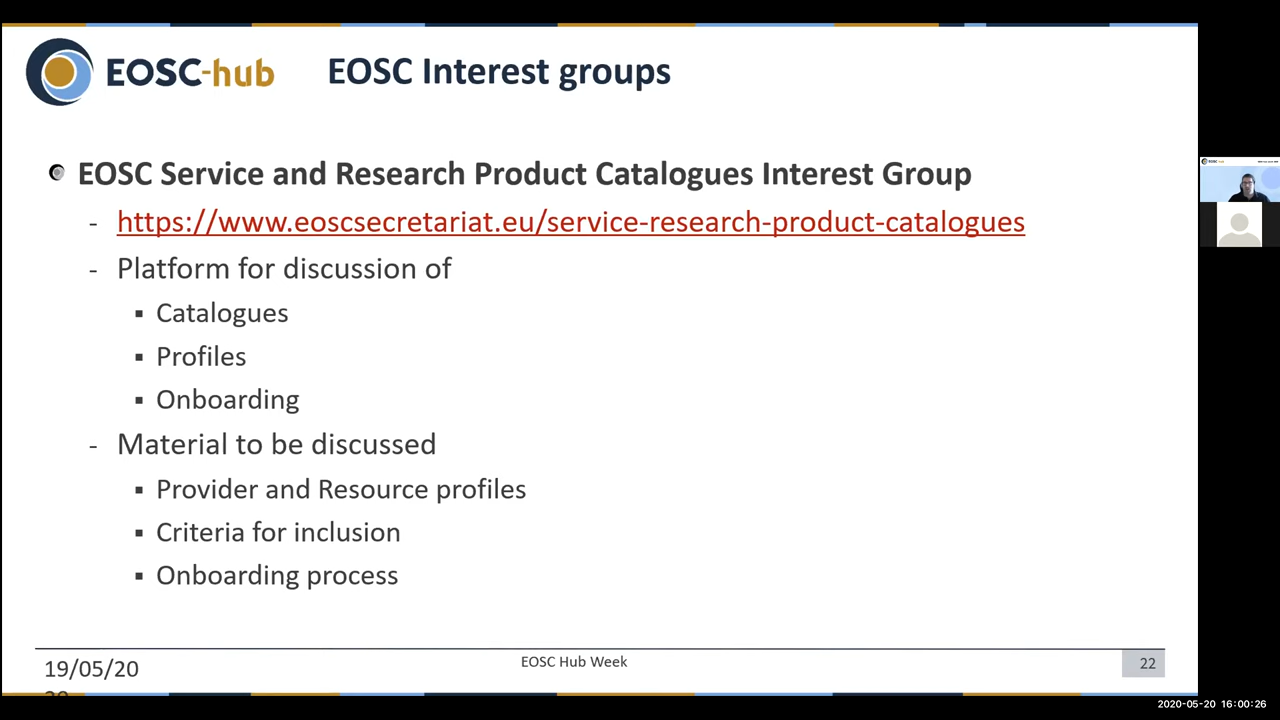 EOSC-hub
EOSC Interest groups
EOSC Service and Research Product Catalogues Interest Group
- https://www.eoscsecretariat.eu/service-research-product-catalogues
- Platform for discussion of
▪ Catalogues
▪ Profiles
▪ Onboarding
- Material to be discussed
▪ Provider and Resource profiles
▪ Criteria for inclusion
▪ Onboarding process
19/05/20
EOSC Hub Week
22
2020-05-20 16:00:26